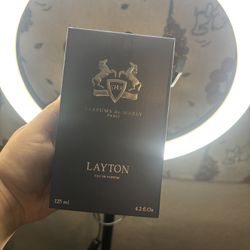 PARFUMS de MARLY
PARIS
LAYTON
EAU DE PARFUM
125 ml
4.2 fl Oz